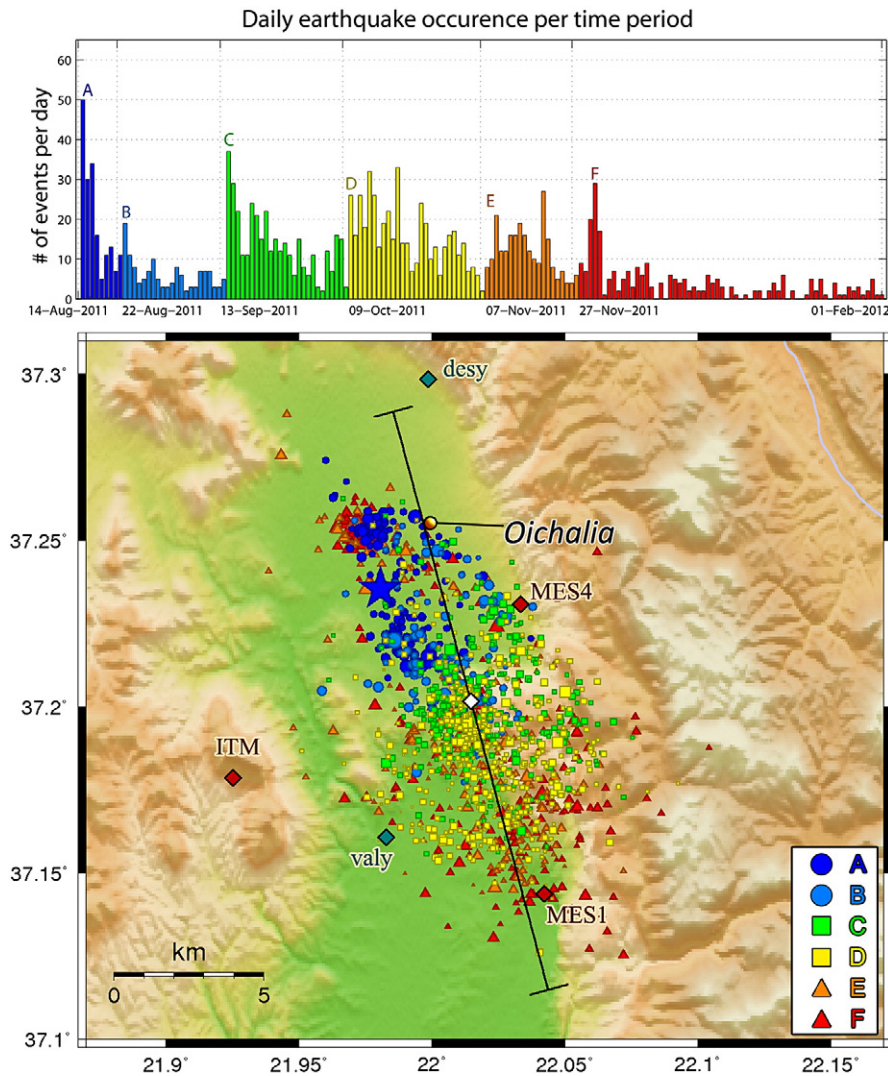 Daily earthquake occurence per time period
# of events per day
60
50
40
30
20
10
0
A
B
C
D
E
F
14-Aug-2011 22-Aug-2011 13-Sep-2011 09-Oct-2011 07-Nov-2011 27-Nov-2011 01-Feb-2012
37.3°
37.25°
37.2°
37.15°
37.1°
desy
Oichalia
MES4
ITM
valy
MES1
km
0 5
A
B
C
D
E
F
21.9° 21.95° 22° 22.05° 22.1° 22.15°